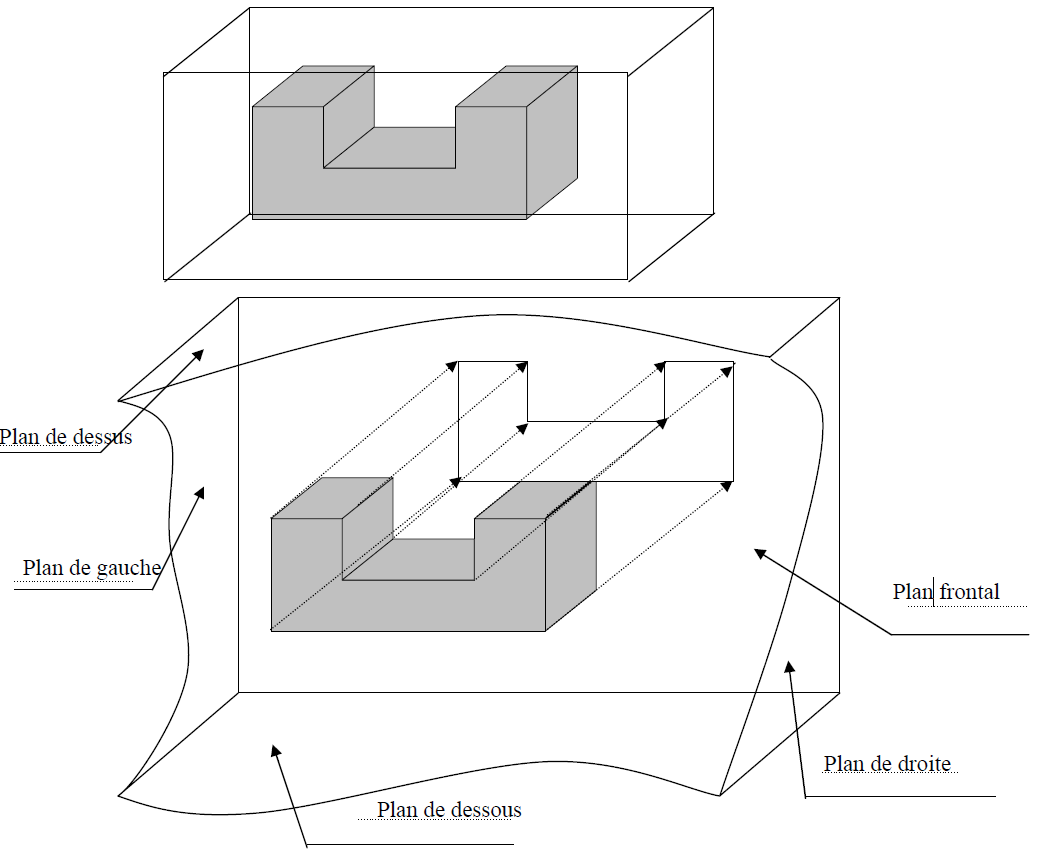 Plan de dessus
Plan de gauche
Plan frontal
Plan de droite
Plan de dessous